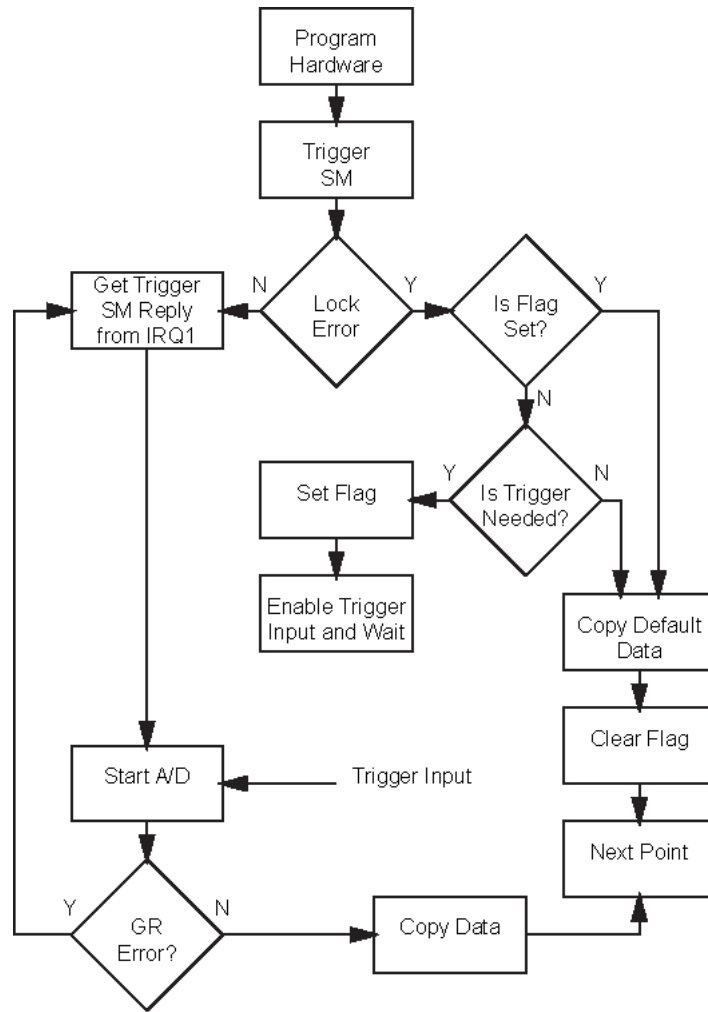 Program
Hardware
Trigger
SM
N
Y
Y
Get Trigger
SM Reply
from IRQ1
Lock
Error
Is Flag
Set?
N
Y
N
Set Flag
Is Trigger
Needed?
Enable Trigger
Input and Wait
Copy Default
Data
Clear Flag
Start A/D
Trigger Input
Next Point
Y
N
GR
Error?
Copy Data